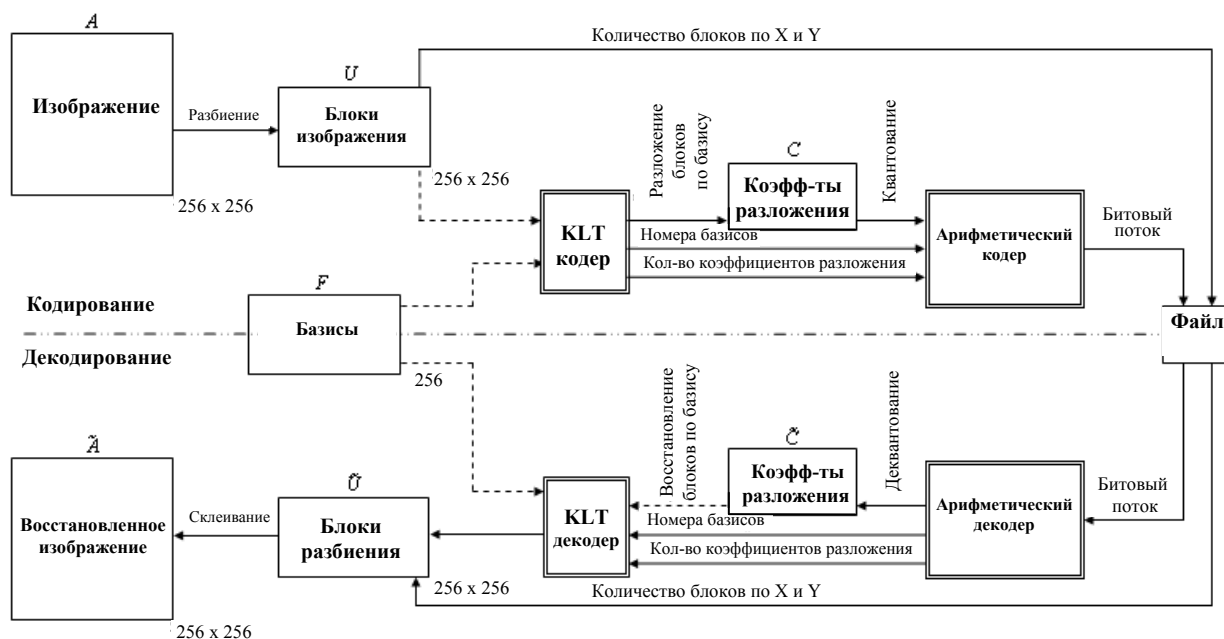 A
Изображение
256 x 256
Разбиение
U
Блоки
изображения
256 x 256
Количество блоков по X и Y
KLT
кодер
Разложение
блоков
по базису
C
Коэфф-ты
разложения
Квантование
Номера базисов
Кол-во коэффициентов разложения
Арифметический
кодер
Битовый
поток
Кодирование
F
Базисы
256
Файл
Декодирование
Ã
Восстановленное
изображение
256 x 256
Склеивание
Ũ
Блоки
разбиения
256 x 256
KLT
декодер
Восстановление
блоков по базису
C̃
Коэфф-ты
разложения
Деквантование
Номера базисов
Кол-во коэффициентов разложения
Арифметический
декодер
Битовый
поток
Количество блоков по X и Y